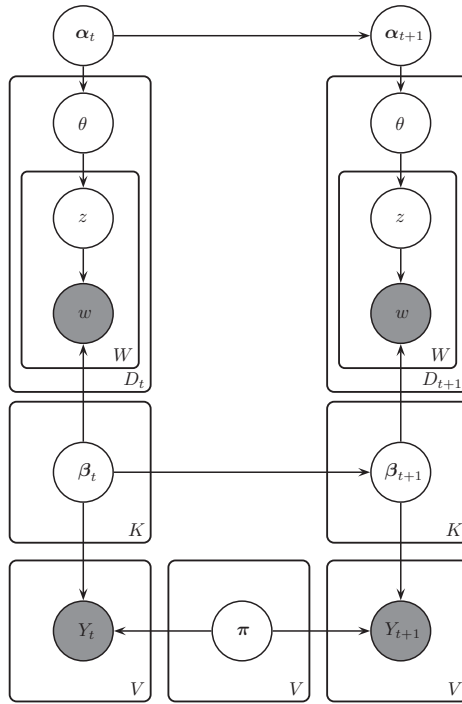 α_t α_{t+1}
θ θ
z z
w w
W W
D_t D_{t+1}
β_t β_{t+1}
K K
Y_t π Y_{t+1}
V V V